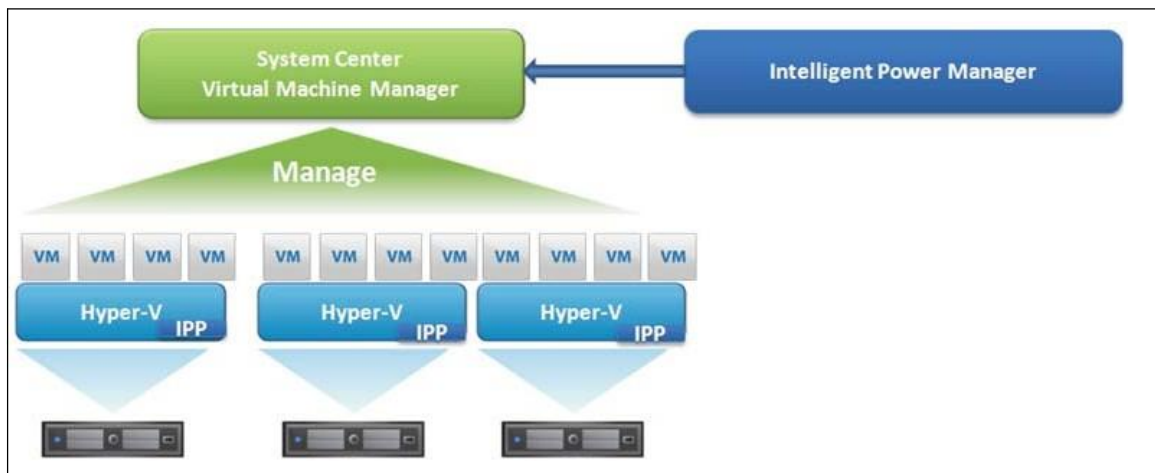 System Center
Virtual Machine Manager
Intelligent Power Manager
Manage
VM VM VM VM VM VM VM VM VM VM VM VM
Hyper-V Hyper-V Hyper-V
IPP IPP IPP